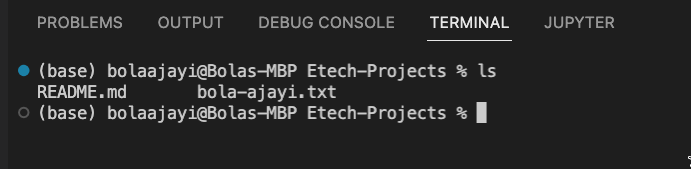 PROBLEMS OUTPUT DEBUG CONSOLE TERMINAL JUPYTER
(base) bolaajayi@Bolas-MBP Etech-Projects % ls
README.md bola-ajayi.txt
(base) bolaajayi@Bolas-MBP Etech-Projects %